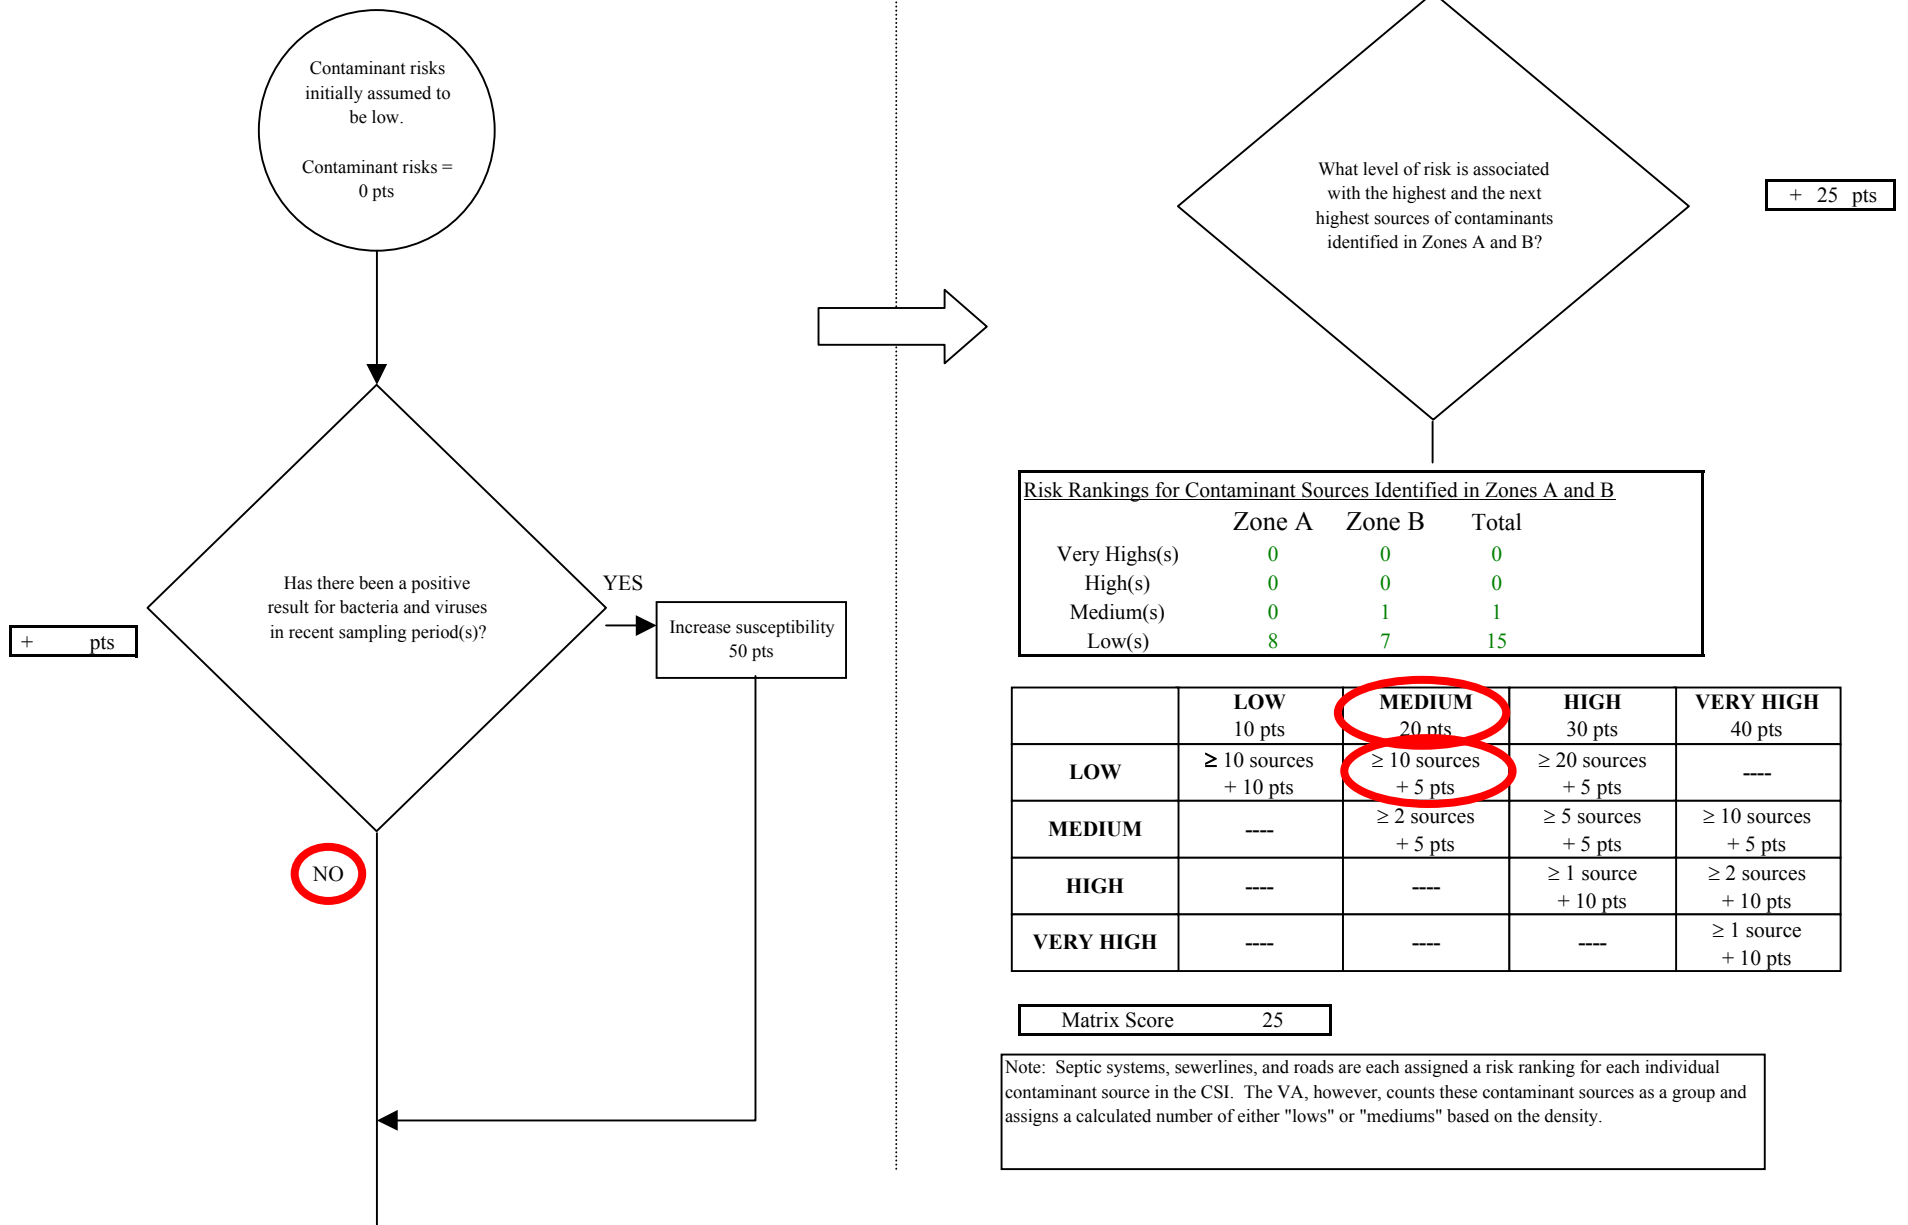 Contaminant risks
initially assumed to
be low.
Contaminant risks =
0 pts
Has there been a positive
result for bacteria and viruses
in recent sampling period(s)?
+ pts
YES
Increase susceptibility
50 pts
NO
What level of risk is associated
with the highest and the next
highest sources of contaminants
identified in Zones A and B?
+ 25 pts
Risk Rankings for Contaminant Sources Identified in Zones A and B
Zone A Zone B Total
Very Highs(s) 0 0 0
High(s) 0 0 0
Medium(s) 0 1 1
Low(s) 8 7 15
LOW MEDIUM HIGH VERY HIGH
10 pts 20 pts 30 pts 40 pts
LOW ≥ 10 sources ≥ 10 sources ≥ 20 sources ----
+ 10 pts + 5 pts + 5 pts
MEDIUM ---- ≥ 2 sources ≥ 5 sources ≥ 10 sources
+ 5 pts + 5 pts + 5 pts
HIGH ---- ---- ≥ 1 source ≥ 2 sources
+ 10 pts + 10 pts
VERY HIGH ---- ---- ---- ≥ 1 source
+ 10 pts
Matrix Score 25
Note: Septic systems, sewerlines, and roads are each assigned a risk ranking for each individual
contaminant source in the CSI. The VA, however, counts these contaminant sources as a group and
assigns a calculated number of either "lows" or "mediums" based on the density.